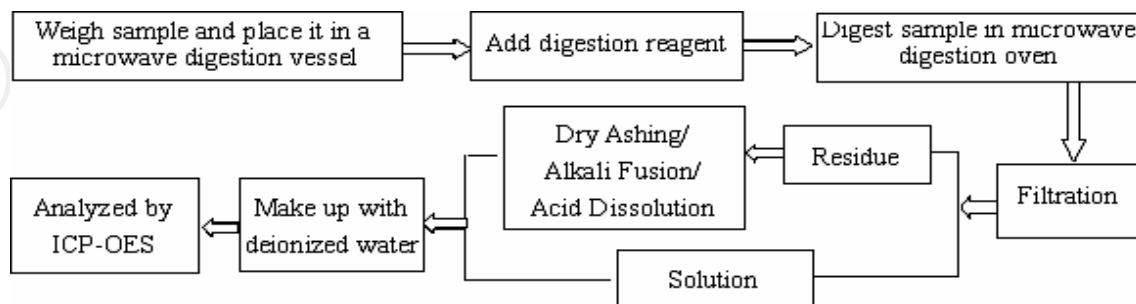 Weigh sample and place it in a
microwave digestion vessel
Add digestion reagent
Digest sample in microwave
digestion oven
Filtration
Residue
Dry Ashing/
Alkali Fusion/
Acid Dissolution
Solution
Make up with
deionized water
Analyzed by
ICP-OES